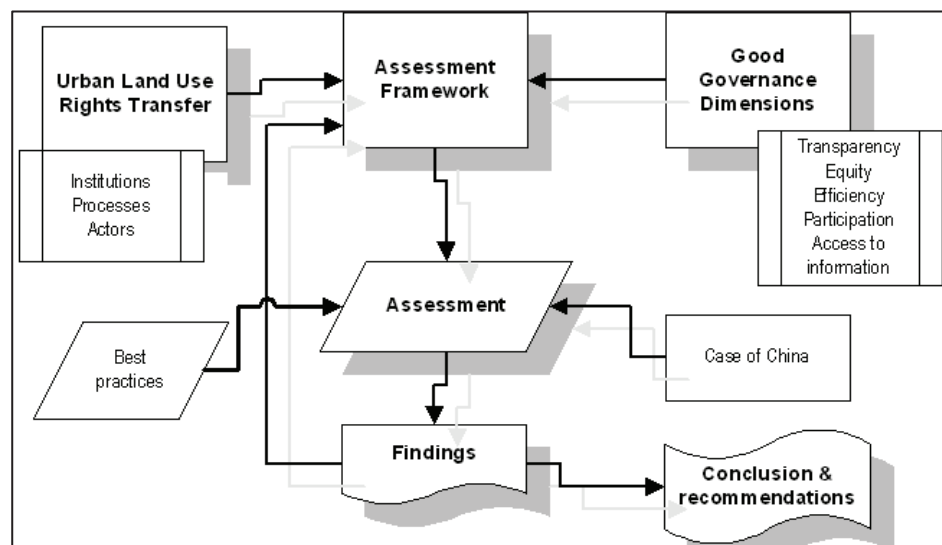 Urban Land Use
Rights Transfer
Assessment
Framework
Good
Governance
Dimensions
Institutions
Processes
Actors
Transparency
Equity
Efficiency
Participation
Access to
information
Assessment
Best
practices
Case of China
Findings
Conclusion &
recommendations